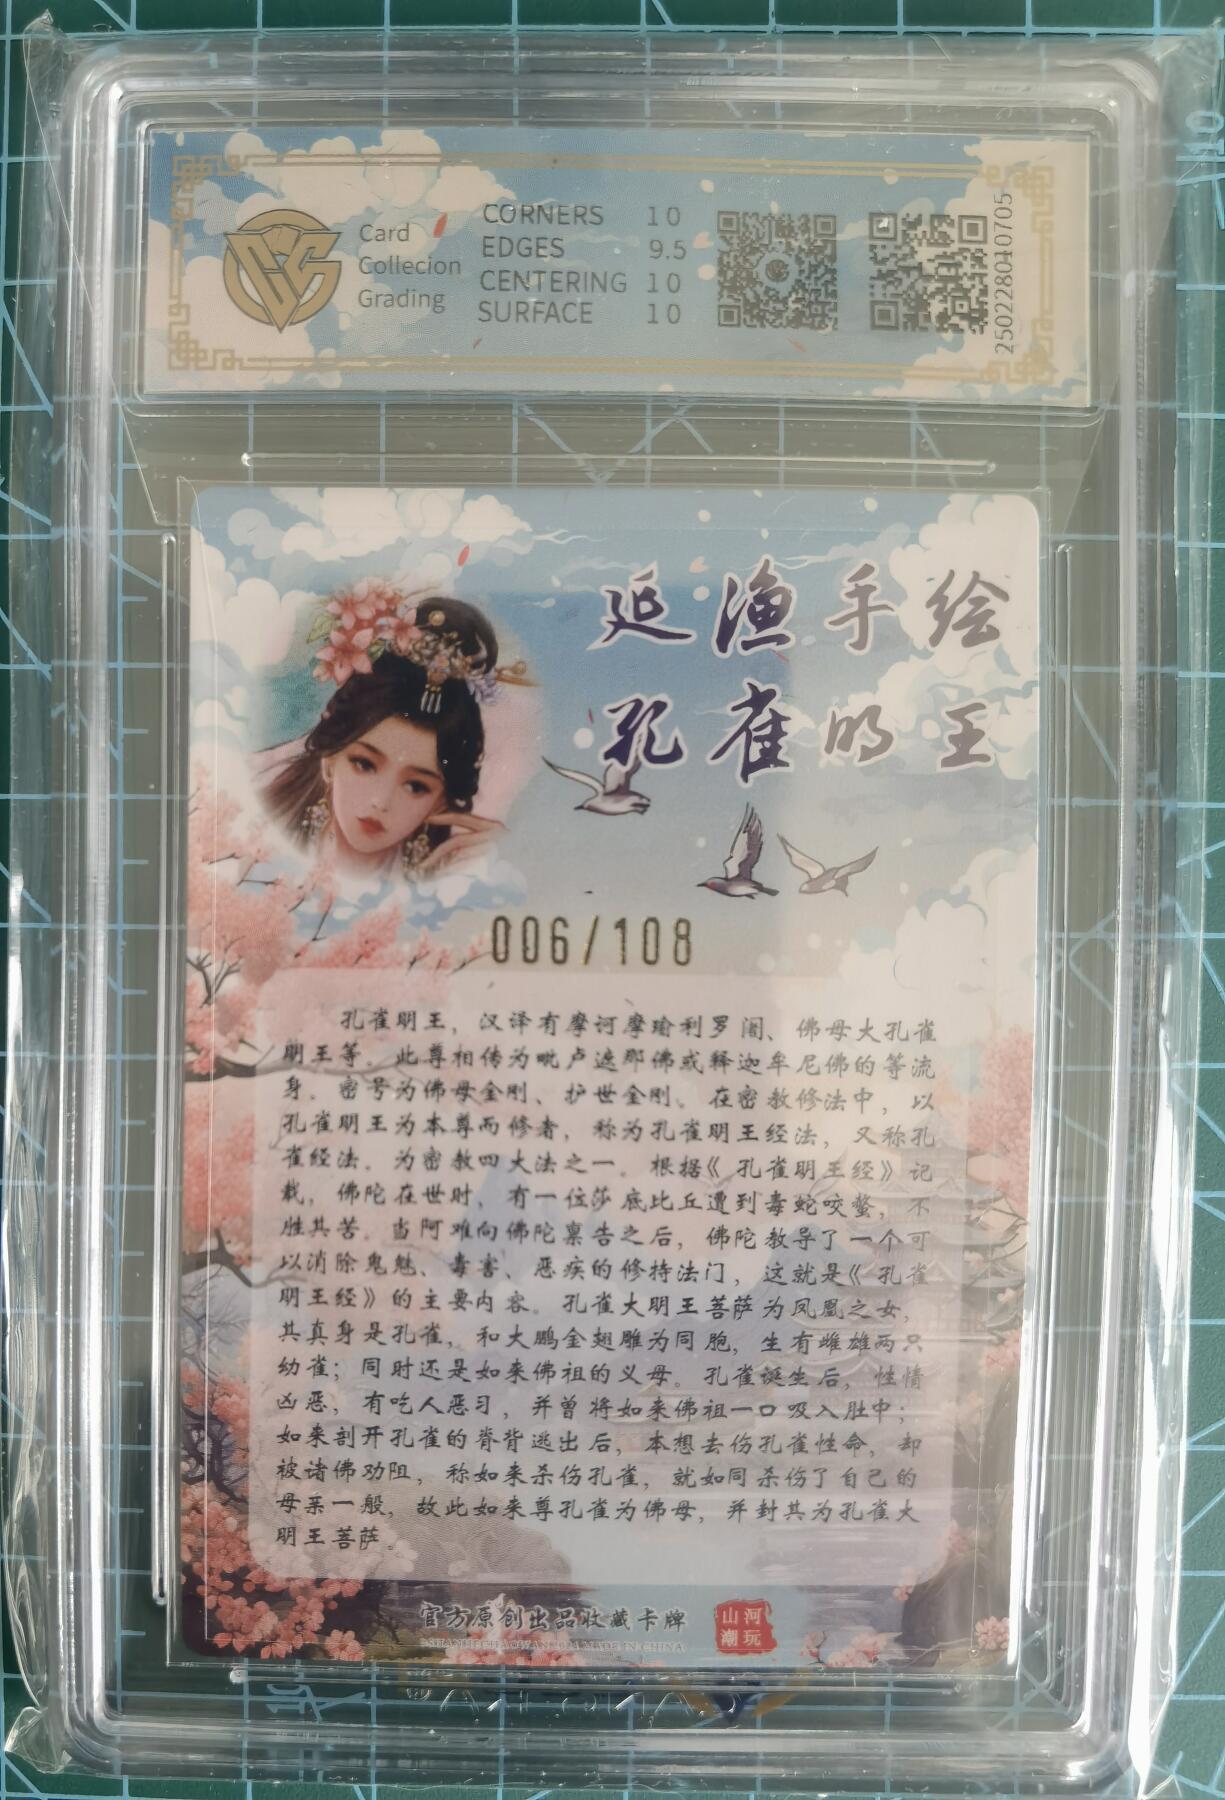 Card
Collecion
Grading
CORNERS 10
EDGES 9.5
CENTERING 10
SURFACE 10
2502280110705
延渔手绘
孔雀明王
006/108
孔雀明王，汉译有摩诃摩瑜利罗阇、佛母大孔雀
明王等。此尊相传为毗卢遮那佛或释迦牟尼佛的等流
身。密号为佛母金刚、护世金刚。在密教修法中，以
孔雀明王为本尊而修者，称为孔雀明王经法，又称孔
雀经法。为密教四大法之一。根据《孔雀明王经》记
载，佛陀在世时，有一位莎底比丘遭到毒蛇咬螫，不
胜其苦。当阿难向佛陀禀告之后，佛陀教导了一个可
以消除鬼魅、毒害、恶疾的修持法门，这就是《孔雀
明王经》的主要内容。孔雀大明王菩萨为凤凰之女，
其真身是孔雀，和大鹏金翅雕为同胞，生有雌雄两只
幼雀；同时还是如来佛祖的义母。孔雀诞生后，性情
凶恶，有吃人恶习，并曾将如来佛祖一口吸入肚中；
如来剖开孔雀的脊背逃出后，本想去伤孔雀性命，却
被诸佛劝阻，称如来杀伤孔雀，就如同杀伤了自己的
母亲一般，故此如来尊孔雀为佛母，并封其为孔雀大
明王菩萨。
官方原创出品收藏卡牌
山河
潮玩